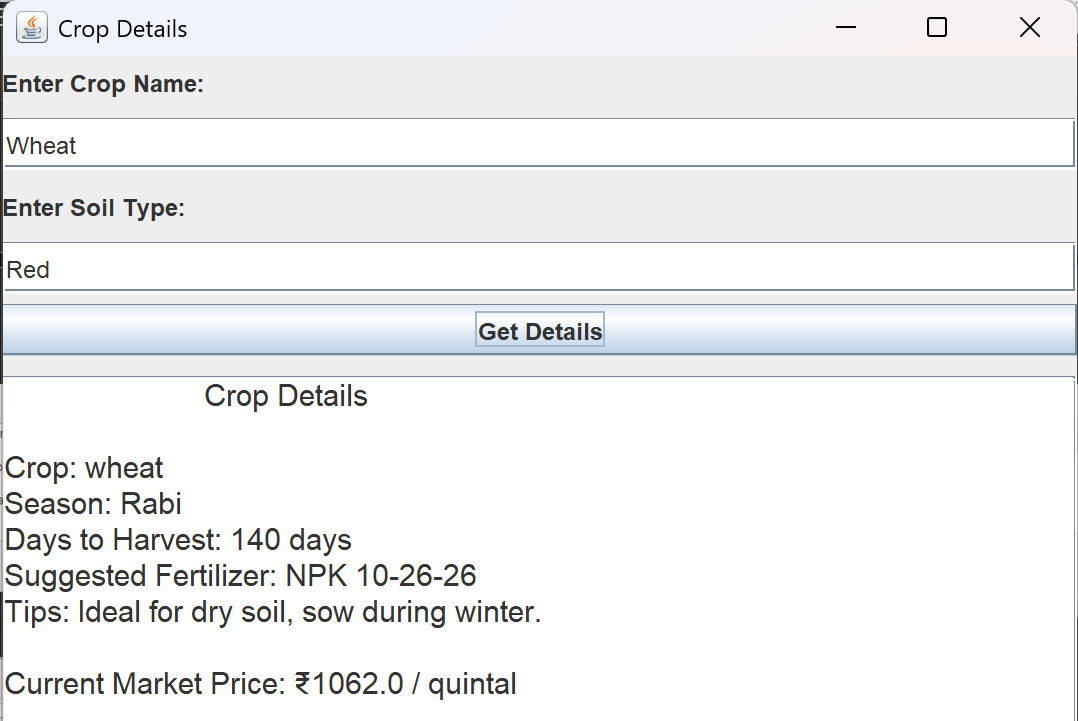 Crop Details
Enter Crop Name:
Wheat
Enter Soil Type:
Red
Get Details
Crop Details
Crop: wheat
Season: Rabi
Days to Harvest: 140 days
Suggested Fertilizer: NPK 10-26-26
Tips: Ideal for dry soil, sow during winter.
Current Market Price: ₹1062.0 / quintal